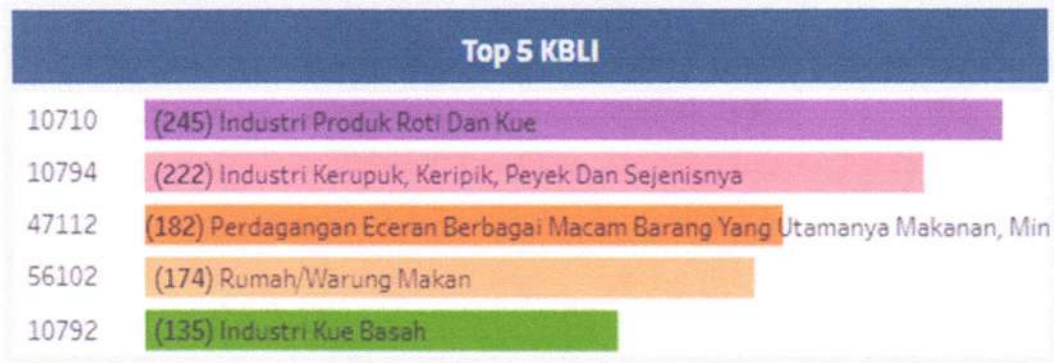 Top 5 KBLI
10710 (245) Industri Produk Roti Dan Kue
10794 (222) Industri Kerupuk, Keripik, Peyek Dan Sejenisnya
47112 (182) Perdagangan Eceran Berbagai Macam Barang Yang Utamanya Makanan, Min
56102 (174) Rumah/Warung Makan
10792 (135) Industri Kue Basah